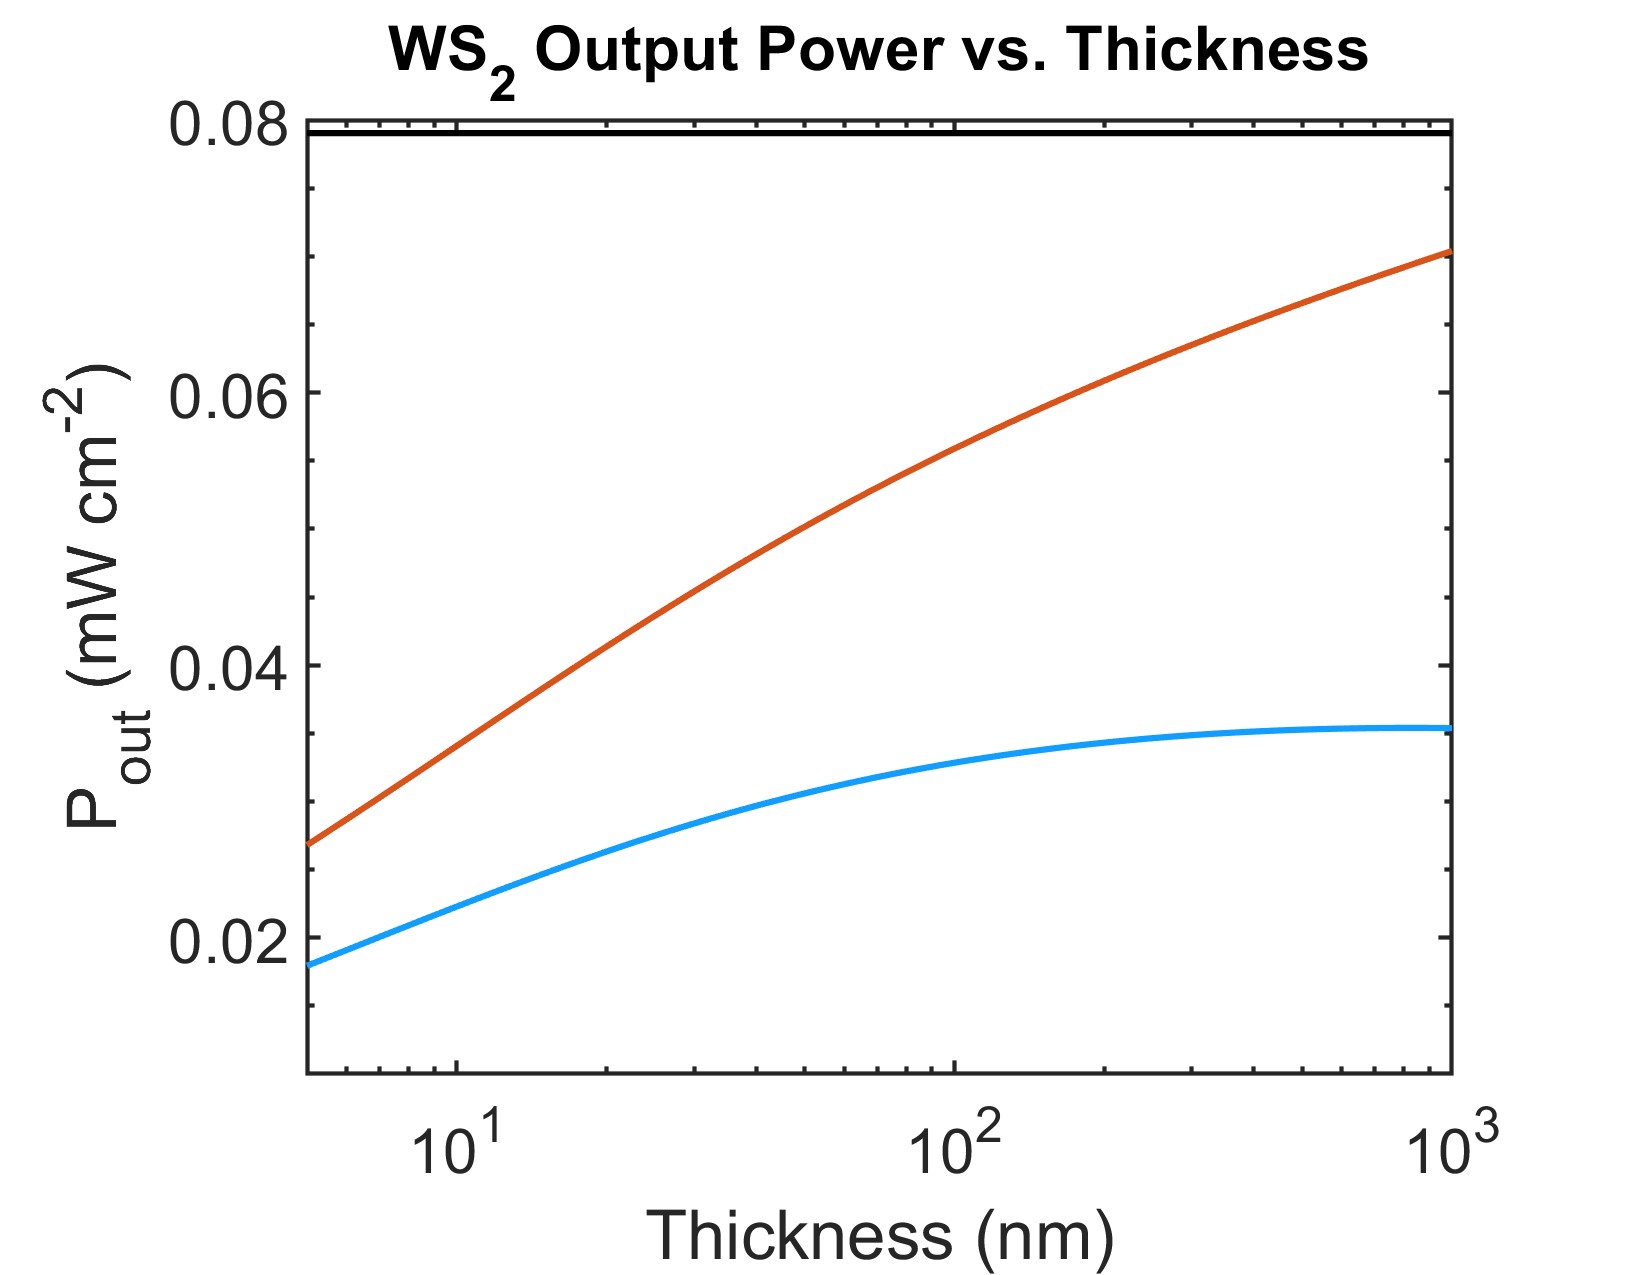 WS₂ Output Power vs. Thickness
0.08
0.06
0.04
0.02
P_out (mW cm⁻²)
10¹ 10² 10³
Thickness (nm)